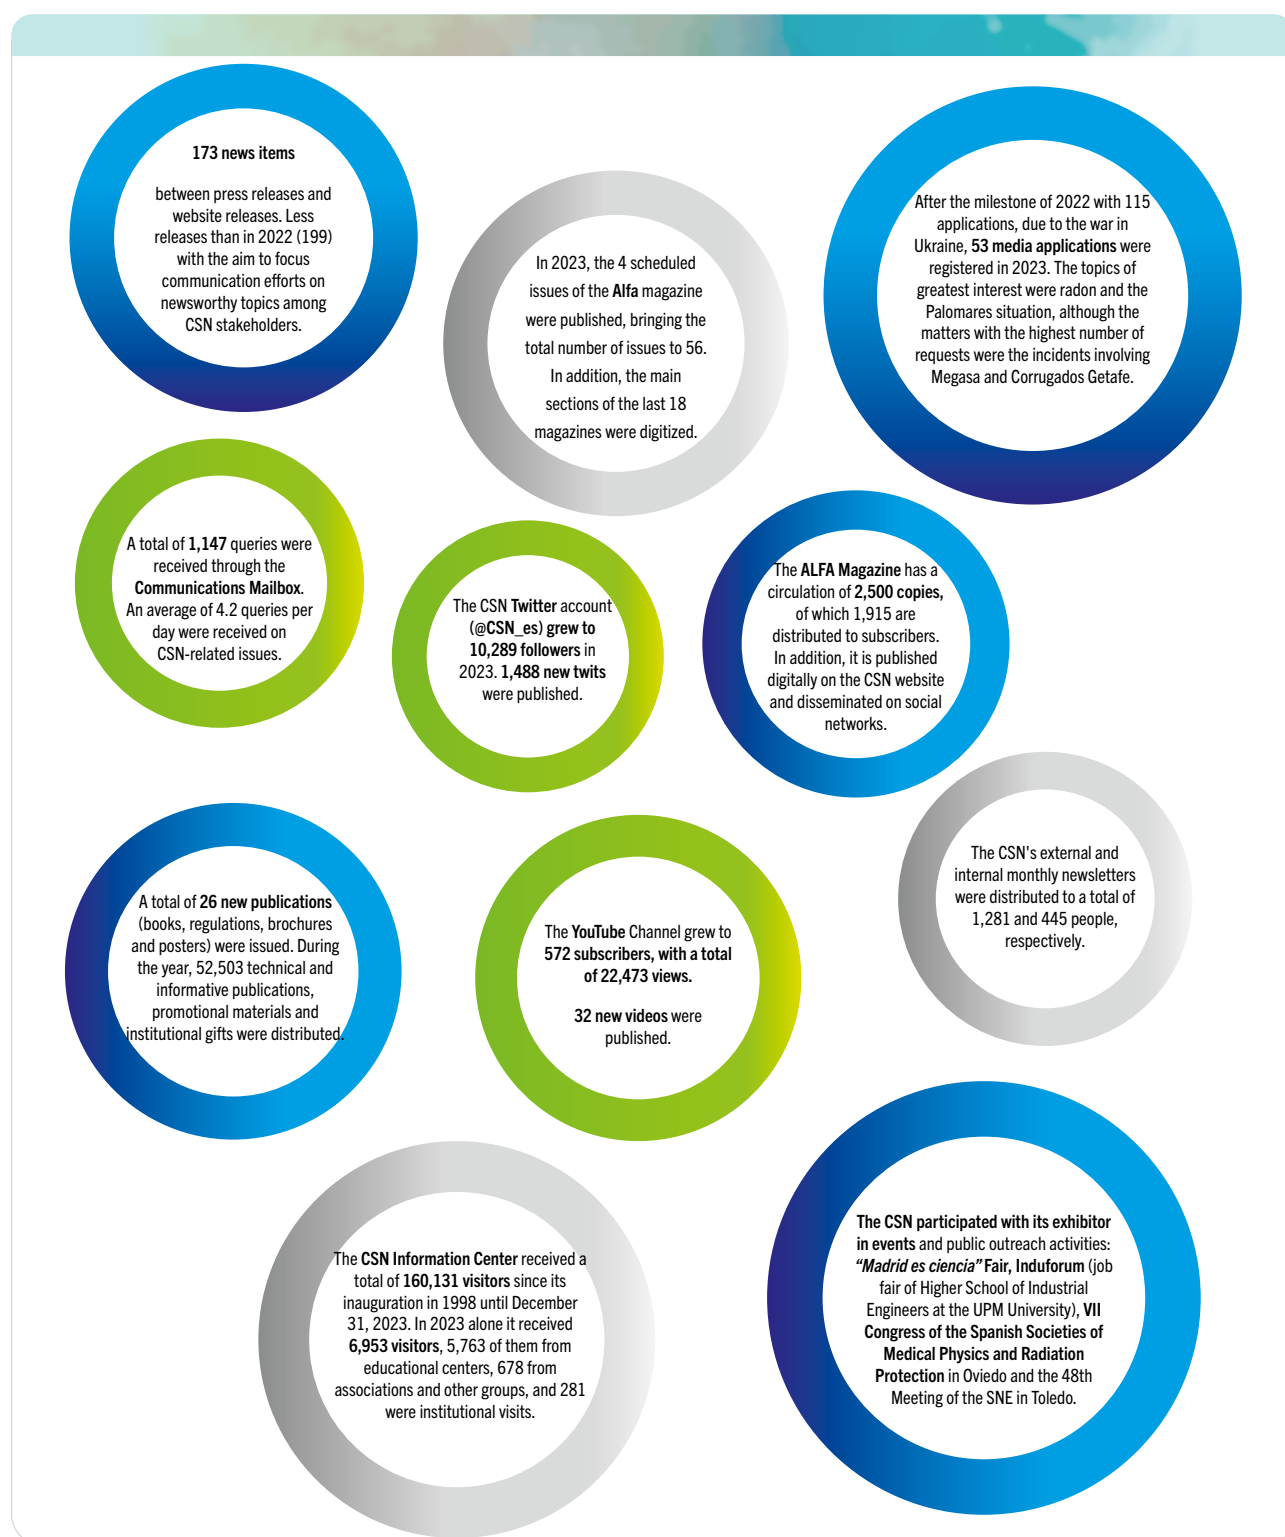 173 news items
between press releases and
website releases. Less
releases than in 2022 (199)
with the aim to focus
communication efforts on
newsworthy topics among
CSN stakeholders.
In 2023, the 4 scheduled
issues of the Alfa magazine
were published, bringing the
total number of issues to 56.
In addition, the main
sections of the last 18
magazines were digitized.
After the milestone of 2022 with 115
applications, due to the war in
Ukraine, 53 media applications were
registered in 2023. The topics of
greatest interest were radon and the
Palomares situation, although the
matters with the highest number of
requests were the incidents involving
Megasa and Corrugados Getafe.
A total of 1,147 queries were
received through the
Communications Mailbox.
An average of 4.2 queries per
day were received on
CSN-related issues.
The CSN Twitter account
(@CSN_es) grew to
10,289 followers in
2023. 1,488 new twits
were published.
The ALFA Magazine has a
circulation of 2,500 copies,
of which 1,915 are
distributed to subscribers.
In addition, it is published
digitally on the CSN website
and disseminated on social
networks.
The CSN's external and
internal monthly newsletters
were distributed to a total of
1,281 and 445 people,
respectively.
A total of 26 new publications
(books, regulations, brochures
and posters) were issued. During
the year, 52,503 technical and
informative publications,
promotional materials and
institutional gifts were distributed.
The YouTube Channel grew to
572 subscribers, with a total
of 22,473 views.
32 new videos were
published.
The CSN Information Center received a
total of 160,131 visitors since its
inauguration in 1998 until December
31, 2023. In 2023 alone it received
6,953 visitors, 5,763 of them from
educational centers, 678 from
associations and other groups, and 281
were institutional visits.
The CSN participated with its exhibitor
in events and public outreach activities:
"Madrid es ciencia" Fair, Induforum (job
fair of Higher School of Industrial
Engineers at the UPM University), VII
Congress of the Spanish Societies of
Medical Physics and Radiation
Protection in Oviedo and the 48th
Meeting of the SNE in Toledo.